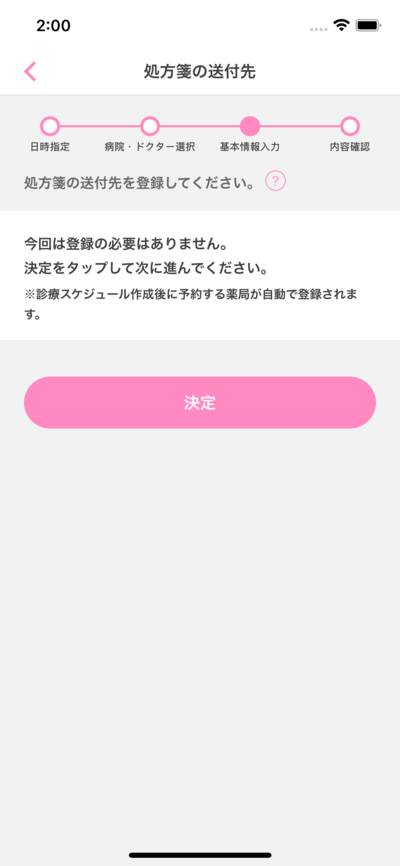 2:00
処方箋の送付先
日時指定
病院・ドクター選択
基本情報入力
内容確認
処方箋の送付先を登録してください。 ?
今回は登録の必要はありません。
決定をタップして次に進んでください。
※診療スケジュール作成後に予約する薬局が自動で登録されま
す。
決定